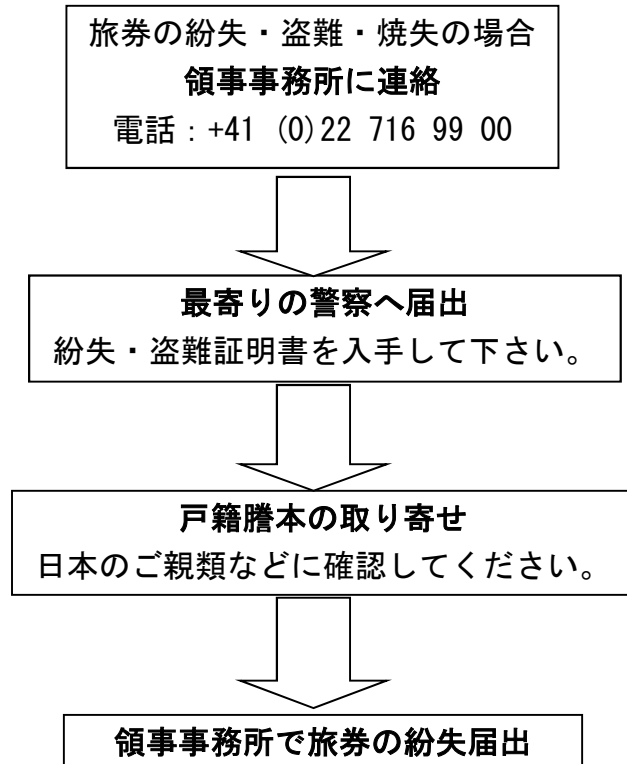 旅券の紛失・盗難・焼失の場合
領事事務所に連絡
電話：+41 (0)22 716 99 00
最寄りの警察へ届出
紛失・盗難証明書を入手して下さい。
戸籍謄本の取り寄せ
日本のご親類などに確認してください。
領事事務所で旅券の紛失届出